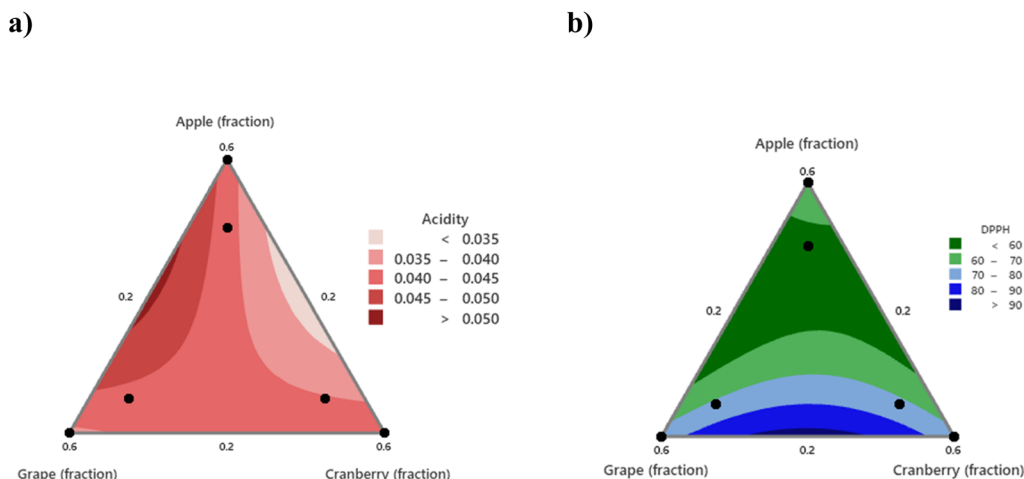 a)
b)
Apple (fraction)
0.6
Acidity
< 0.035
0.035 – 0.040
0.040 – 0.045
0.045 – 0.050
> 0.050
0.2
0.2
0.6
0.2
0.6
Grape (fraction)
Cranberry (fraction)
Apple (fraction)
0.6
DPPH
< 60
60 – 70
70 – 80
80 – 90
> 90
0.2
0.2
0.6
0.2
0.6
Grape (fraction)
Cranberry (fraction)